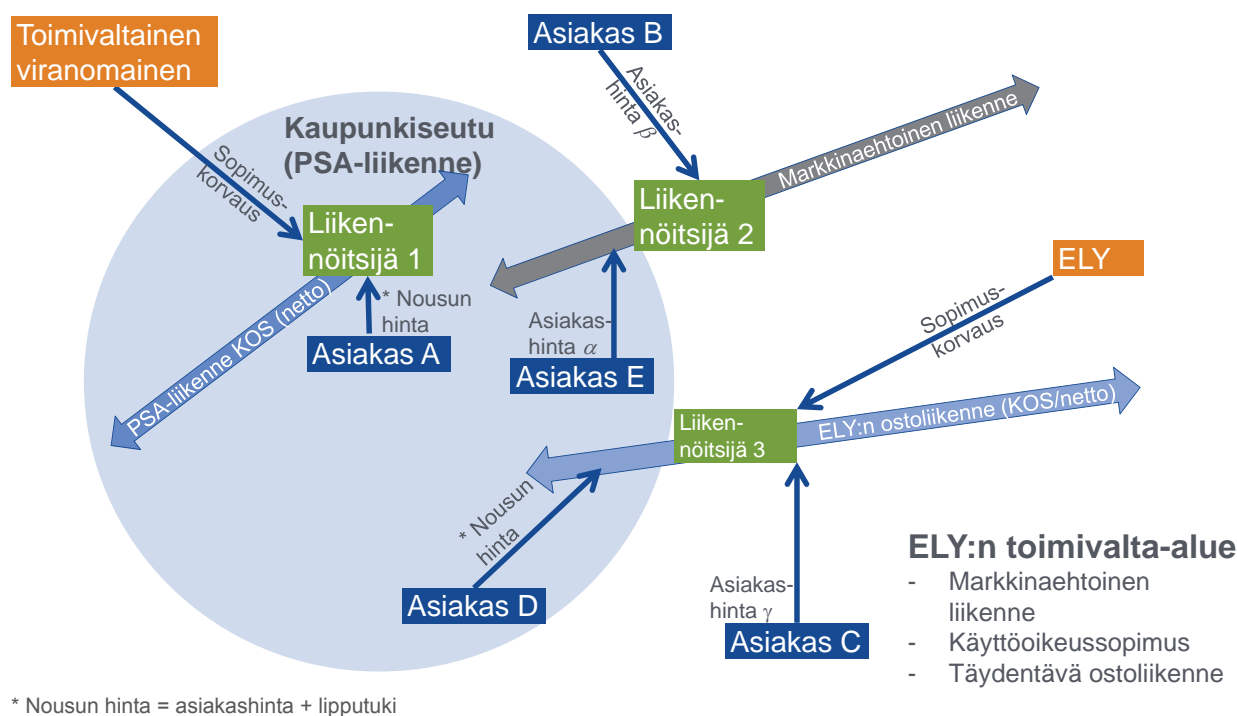 Toimivaltainen
viranomainen
Asiakas B
Asiakas-
hinta β
Markkinaehtoinen liikenne
Kaupunkiseutu
(PSA-liikenne)
Sopimus-
korvaus
Liiken-
nöitsijä 1
Liiken-
nöitsijä 2
ELY
* Nousun
hinta
Asiakas A
PSA-liikenne KOS (netto)
Asiakas-
hinta α
Asiakas E
Sopimus-
korvaus
Liiken-
nöitsijä 3
ELY:n ostoliikenne (KOS/netto)
* Nousun
hinta
Asiakas D
Asiakas-
hinta γ
Asiakas C
ELY:n toimivalta-alue
- Markkinaehtoinen
liikenne
- Käyttöoikeussopimus
- Täydentävä ostoliikenne
* Nousun hinta = asiakashinta + lipputuki